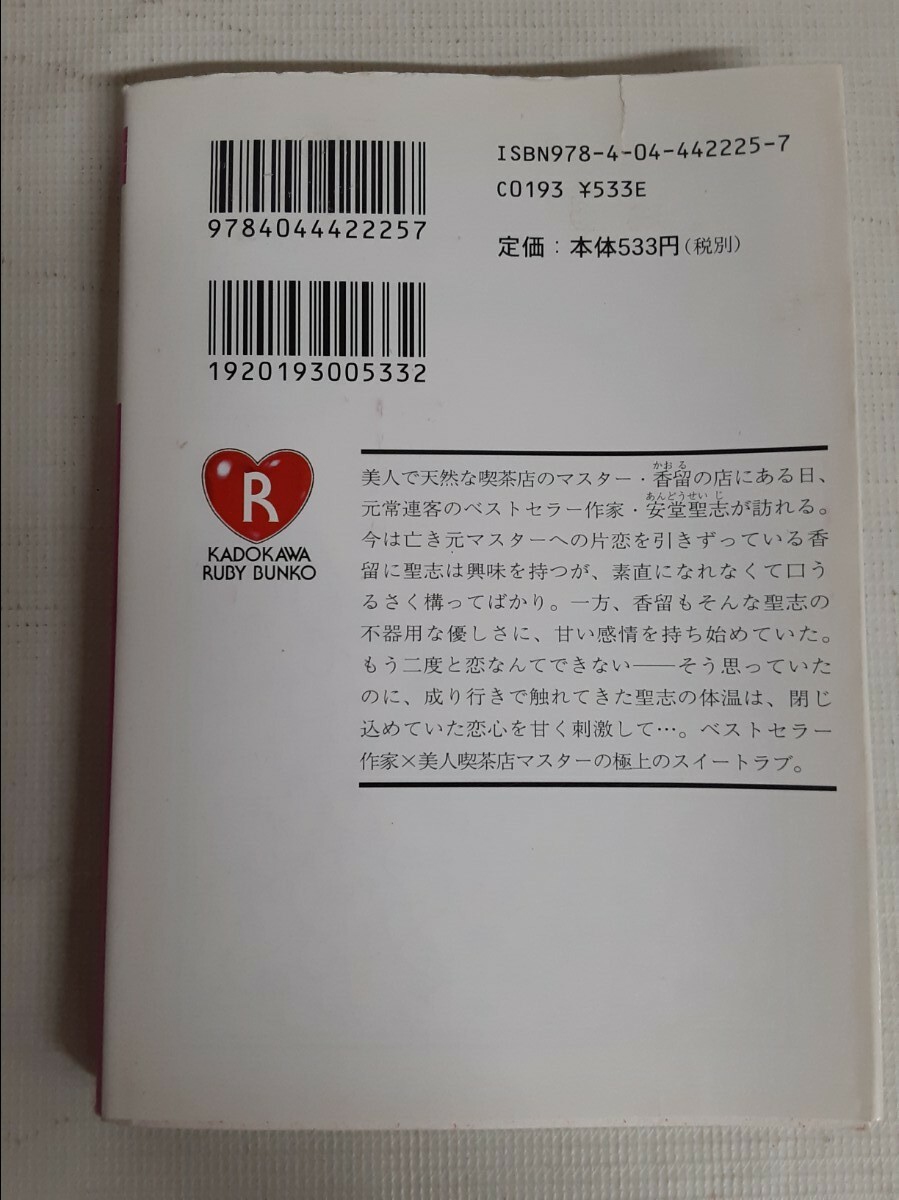 ISBN978-4-04-442225-7
C0193 ¥533E
定価：本体533円（税別）
9784044422257
1920193005332
R
KADOKAWA
RUBY BUNKO
美人で天然な喫茶店のマスター・香留の店にある日、
かおる
元常連客のベストセラー作家・安堂聖志が訪れる。
あんどうせいじ
今は亡き元マスターへの片恋を引きずっている香
留に聖志は興味を持つが、素直になれなくて口う
るさく構ってばかり。一方、香留もそんな聖志の
不器用な優しさに、甘い感情を持ち始めていた。
もう二度と恋なんてできない――そう思っていた
のに、成り行きで触れてきた聖志の体温は、閉じ
込めていた恋心を甘く刺激して…。ベストセラー
作家×美人喫茶店マスターの極上のスイートラブ。